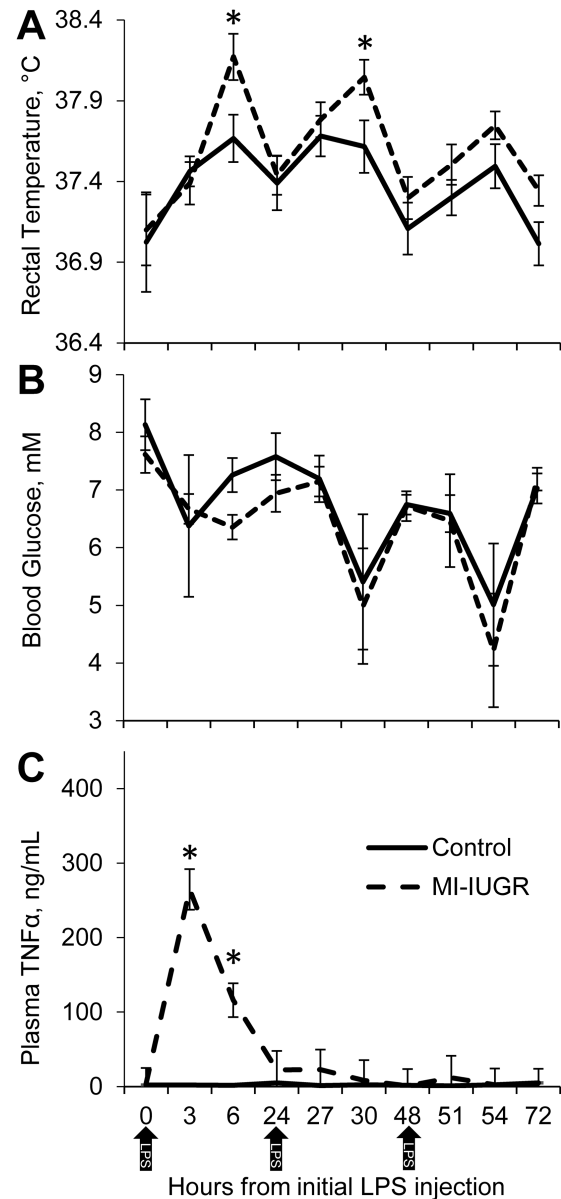 A
38.4
37.9
37.4
36.9
36.4
Rectal Temperature, °C
*
*
B
9
8
7
6
5
4
3
Blood Glucose, mM
C
400
300
200
100
0
Plasma TNFα, ng/mL
*
*
Control
MI-IUGR
0 3 6 24 27 30 48 51 54 72
LPS LPS LPS
Hours from initial LPS injection